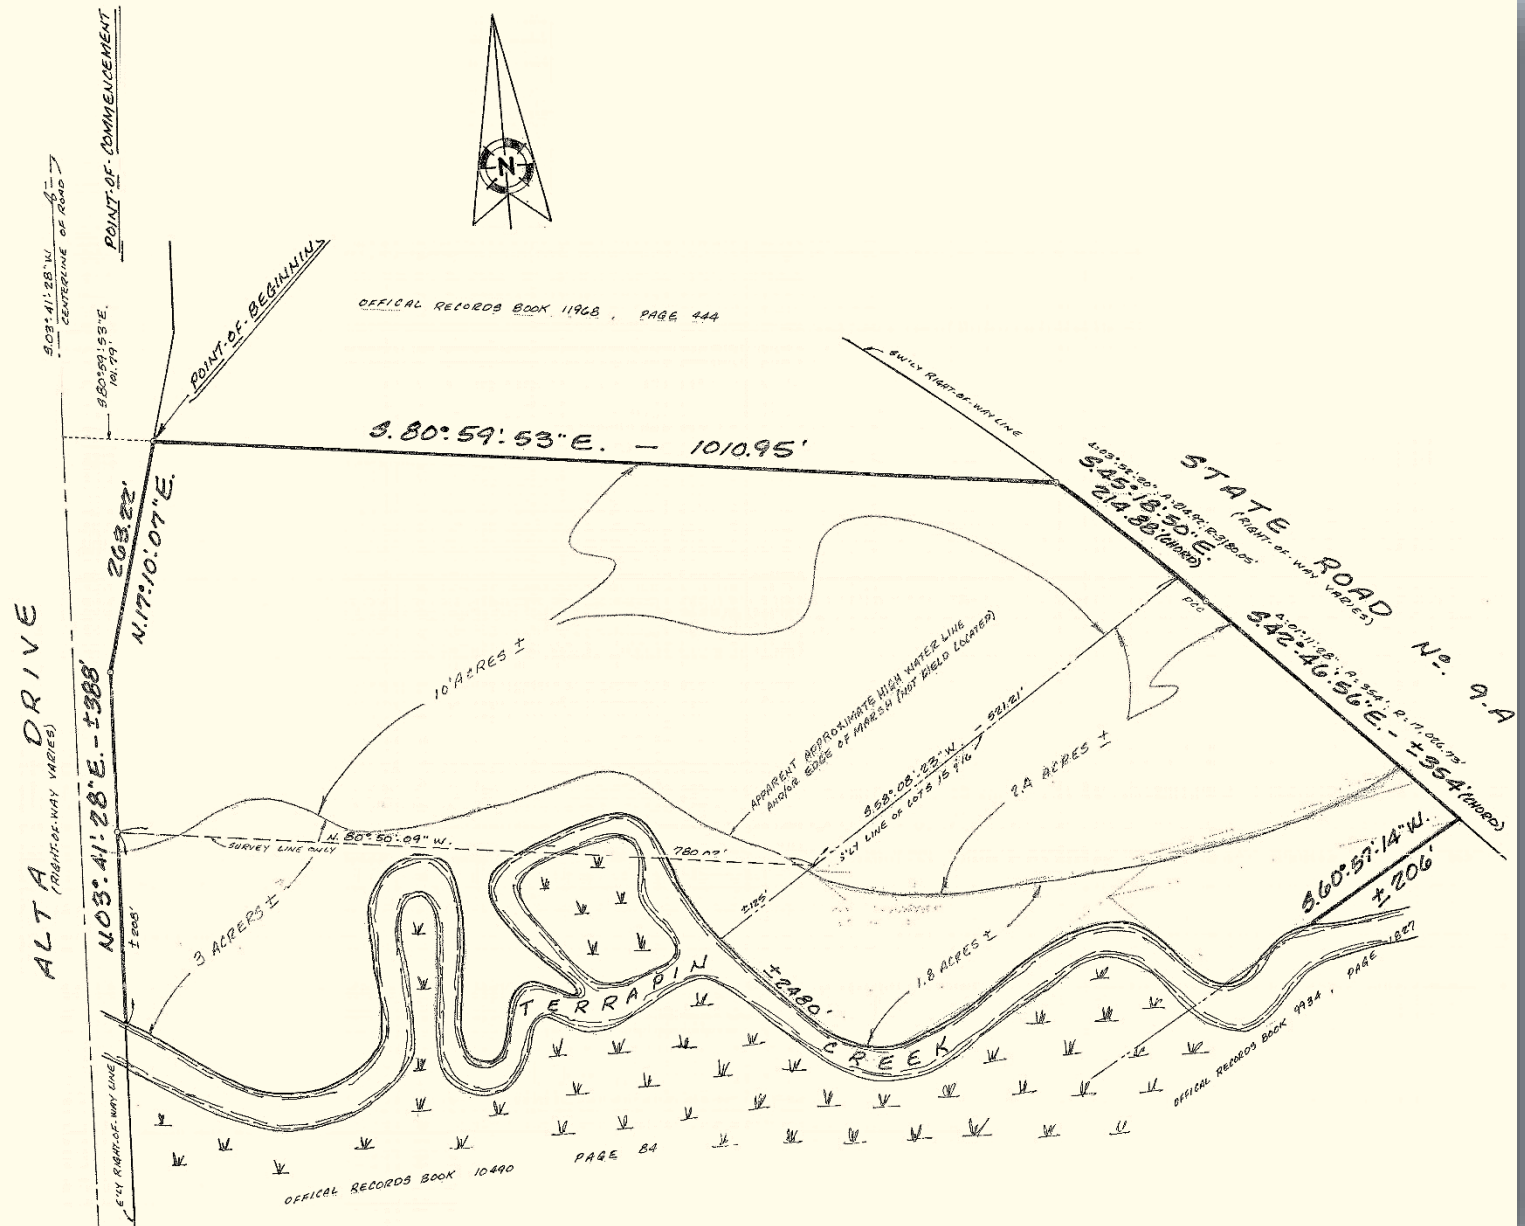 POINT-OF-COMMENCEMENT
S.03°41'28"W.
CENTERLINE OF ROAD
S.80°59'53"E.
101.79'
N
POINT-OF-BEGINNING
OFFICAL RECORDS BOOK 11968, PAGE 444
SW'LY RIGHT-OF-WAY LINE
S.80°59'53"E. — 1010.95'
263.22'
N.17°10'07"E.
S.45°18'50"E.
214.88'(CHORD)
STATE ROAD No. 9-A
(RIGHT-OF-WAY VARIES)
PCC
S.42°46'56"E. - ±354'(CHORD)
ALTA DRIVE
(RIGHT-OF-WAY VARIES)
N.03°41'28"E. - ±388'
10 ACRES ±
APPARENT APPROXIMATE HIGH WATER LINE
AND/OR EDGE OF MARSH (NOT FIELD LOCATED)
S.58°08'23"W. - 521.21'
S'LY LINE OF LOTS 15 & 16
2.4 ACRES ±
N.80°50'09"W.
SURVEY LINE ONLY
S.60°57'14"W.
±206'
±125'
±208'
3 ACRERS ±
1.8 ACRES ±
±2480'
TERRAPIN CREEK
OFFICAL RECORDS BOOK 9934, PAGE 1827
E'LY RIGHT-OF-WAY LINE
OFFICAL RECORDS BOOK 10490 PAGE 84